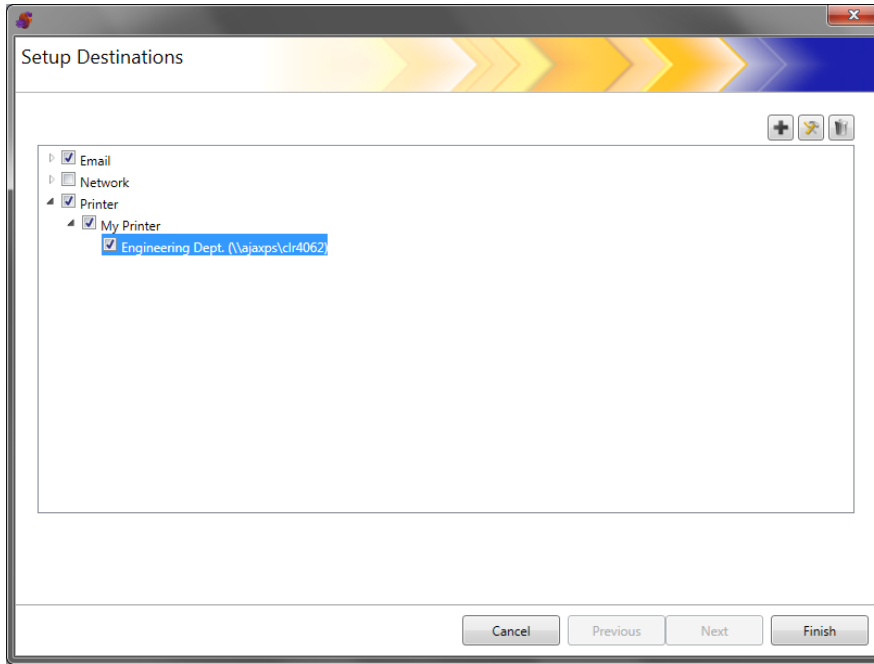 Setup Destinations
Email
Network
Printer
My Printer
Engineering Dept. (\\ajaxps\clr4062)
Cancel Previous Next Finish